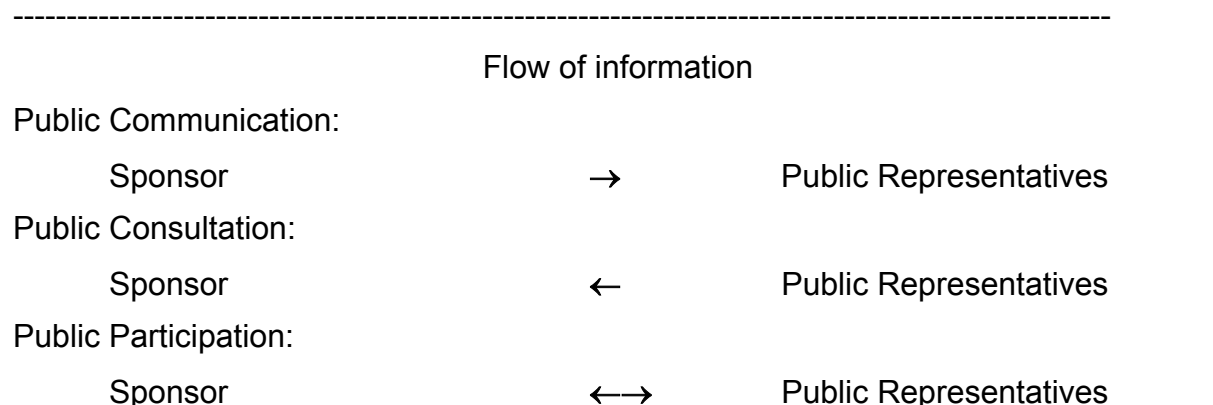 --------------------------------------------------------------------------------------------------------
Flow of information
Public Communication:
Sponsor → Public Representatives
Public Consultation:
Sponsor ← Public Representatives
Public Participation:
Sponsor ←→ Public Representatives